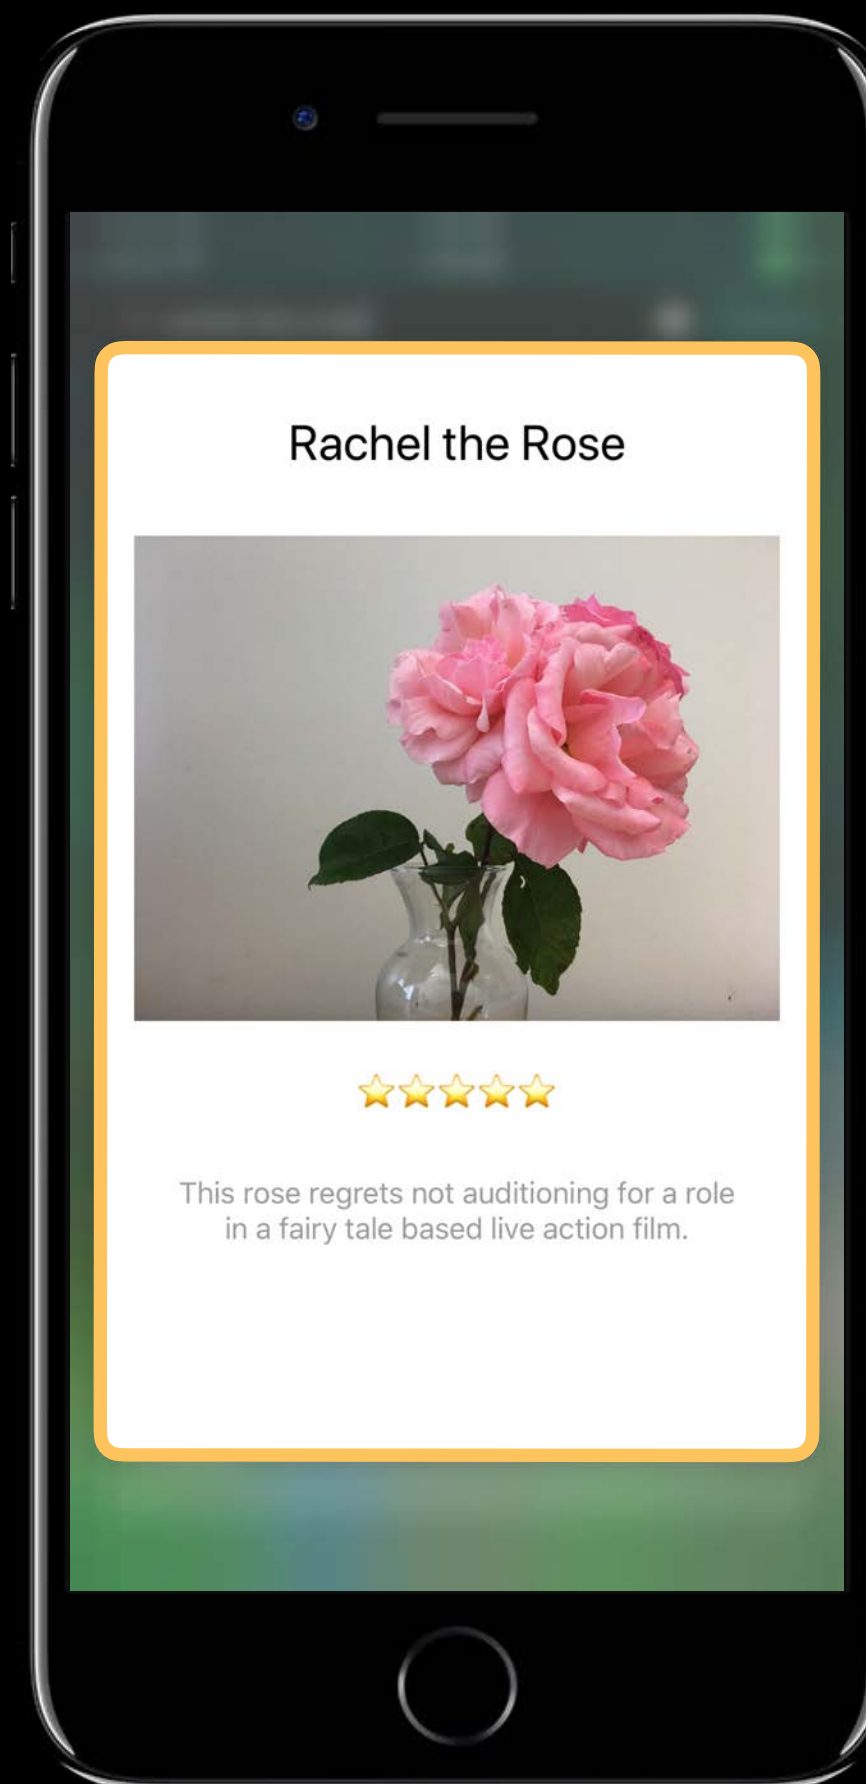 Rachel the Rose
⭐⭐⭐⭐⭐
This rose regrets not auditioning for a role
in a fairy tale based live action film.